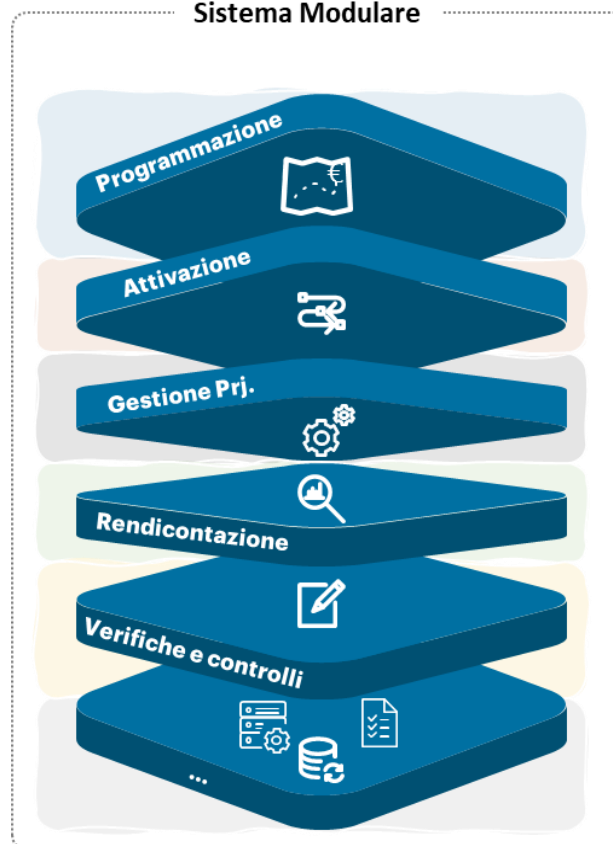 Sistema Modulare
Programmazione
€
Attivazione
Gestione Prj.
Rendicontazione
Verifiche e controlli
...